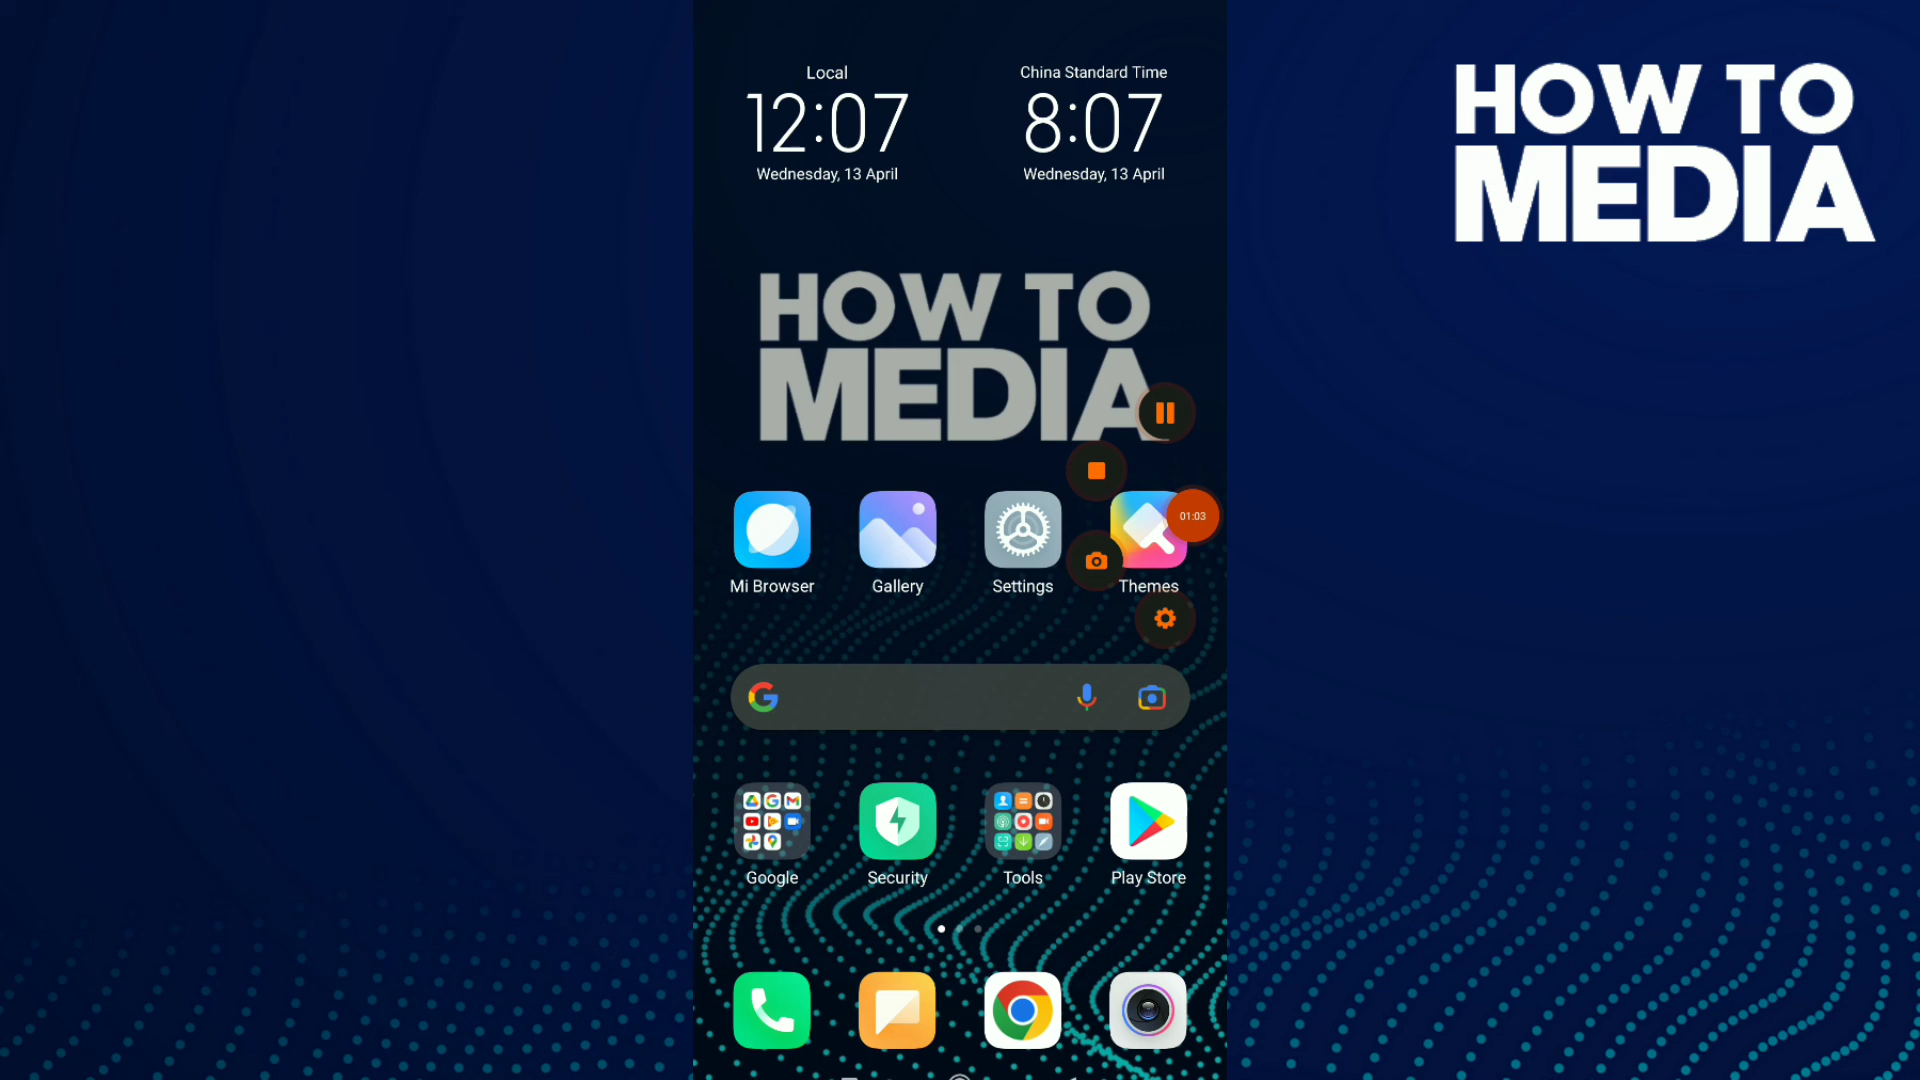 Local
12:07
Wednesday, 13 April
China Standard Time
8:07
Wednesday, 13 April
HOW TO
MEDIA
HOW TO
MEDIA
01:03
Mi Browser
Gallery
Settings
Themes
Google
Security
Tools
Play Store